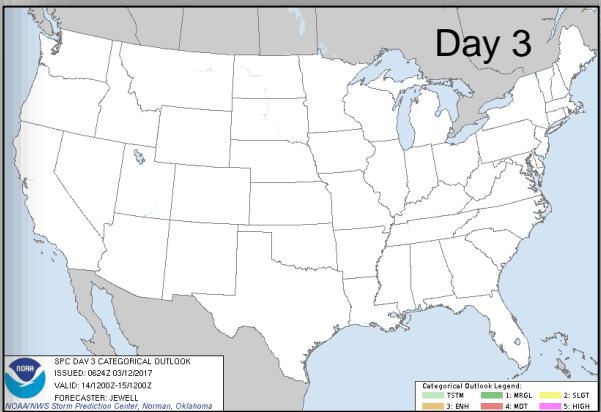 Day 3
NOAA
SPC DAY 3 CATEGORICAL OUTLOOK
ISSUED: 0624Z 03/12/2017
VALID: 14/1200Z-15/1200Z
FORECASTER: JEWELL
NOAA/NWS Storm Prediction Center, Norman, Oklahoma
Categorical Outlook Legend:
TSTM 1: MRGL 2: SLGT
3: ENH 4: MDT 5: HIGH